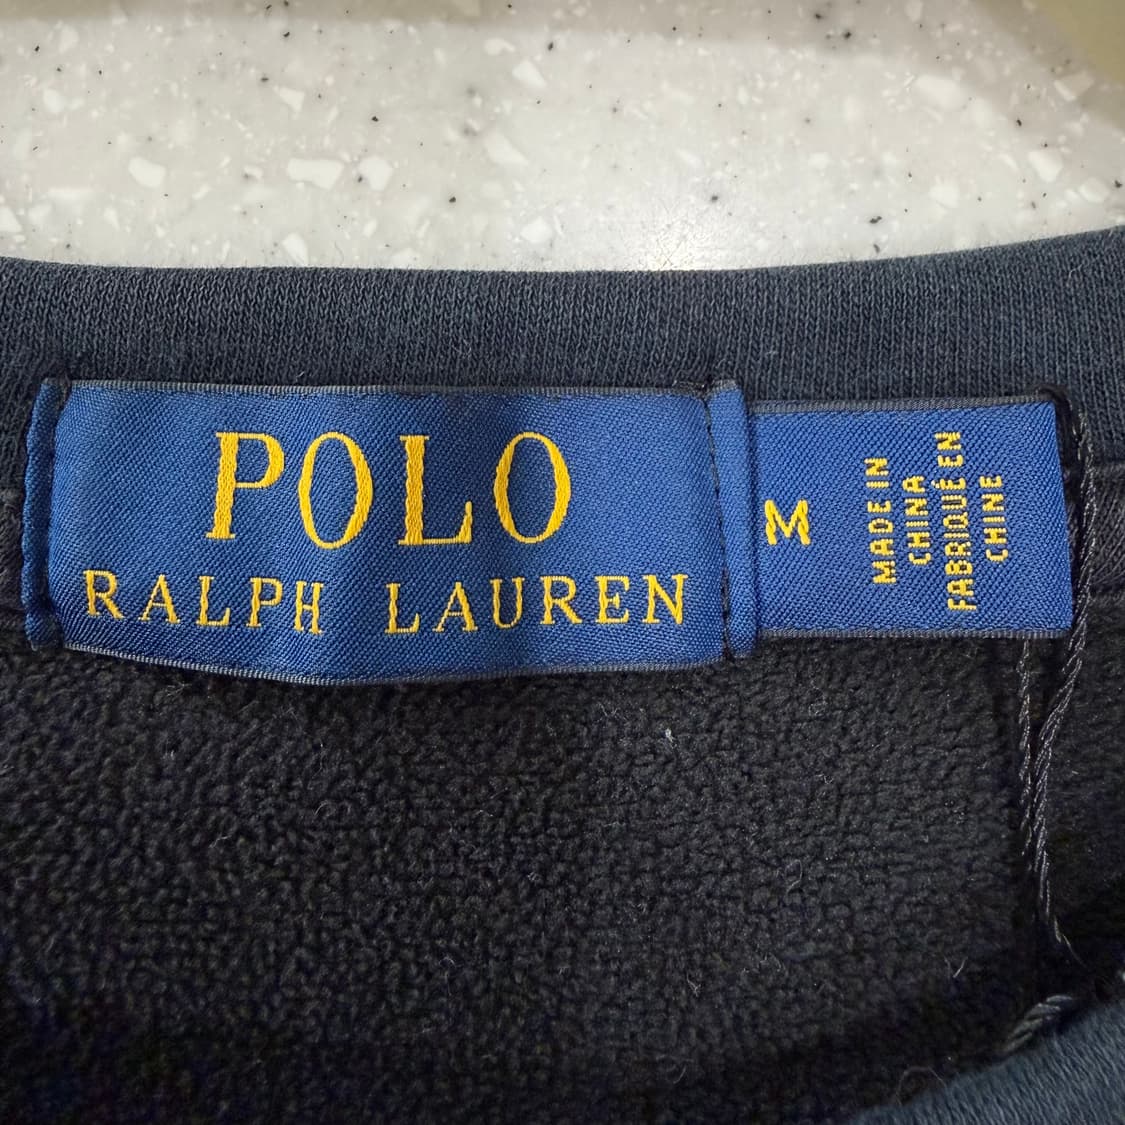 POLO
RALPH LAUREN
M
MADE IN
CHINA
FABRIQUÉ EN
CHINE